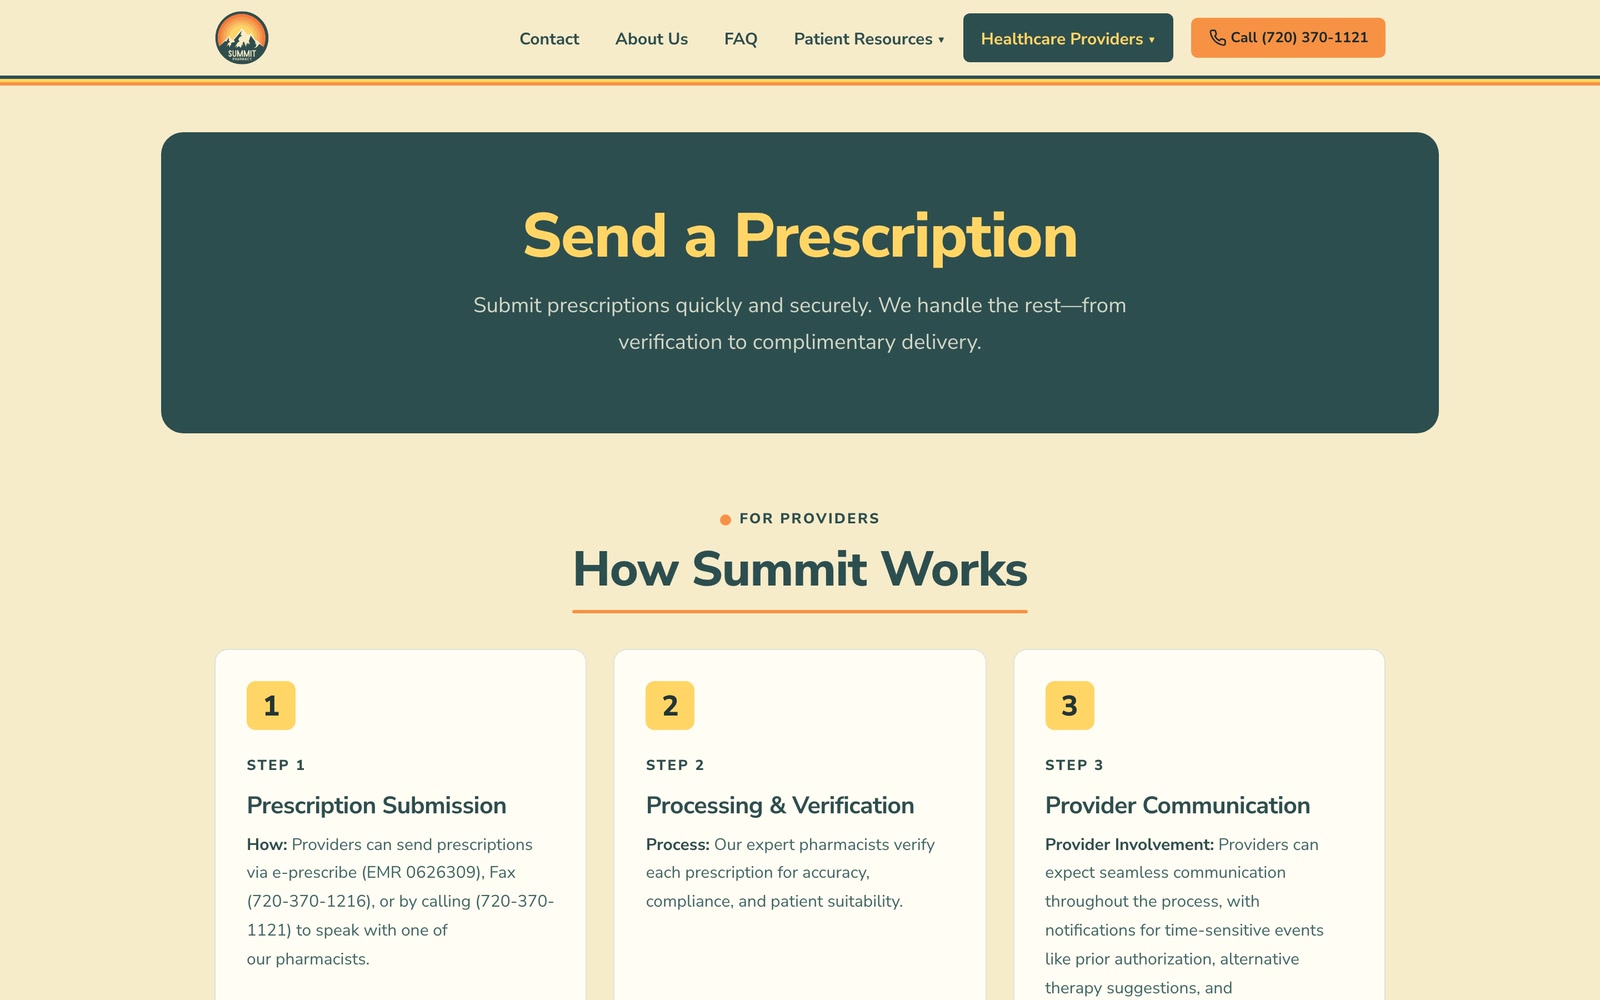 SUMMIT
PHARMACY
Contact
About Us
FAQ
Patient Resources ▾
Healthcare Providers ▾
Call (720) 370-1121
Send a Prescription
Submit prescriptions quickly and securely. We handle the rest—from
verification to complimentary delivery.
FOR PROVIDERS
How Summit Works
1
STEP 1
Prescription Submission
How: Providers can send prescriptions
via e-prescribe (EMR 0626309), Fax
(720-370-1216), or by calling (720-370-
1121) to speak with one of
our pharmacists.
2
STEP 2
Processing & Verification
Process: Our expert pharmacists verify
each prescription for accuracy,
compliance, and patient suitability.
3
STEP 3
Provider Communication
Provider Involvement: Providers can
expect seamless communication
throughout the process, with
notifications for time-sensitive events
like prior authorization, alternative
therapy suggestions, and